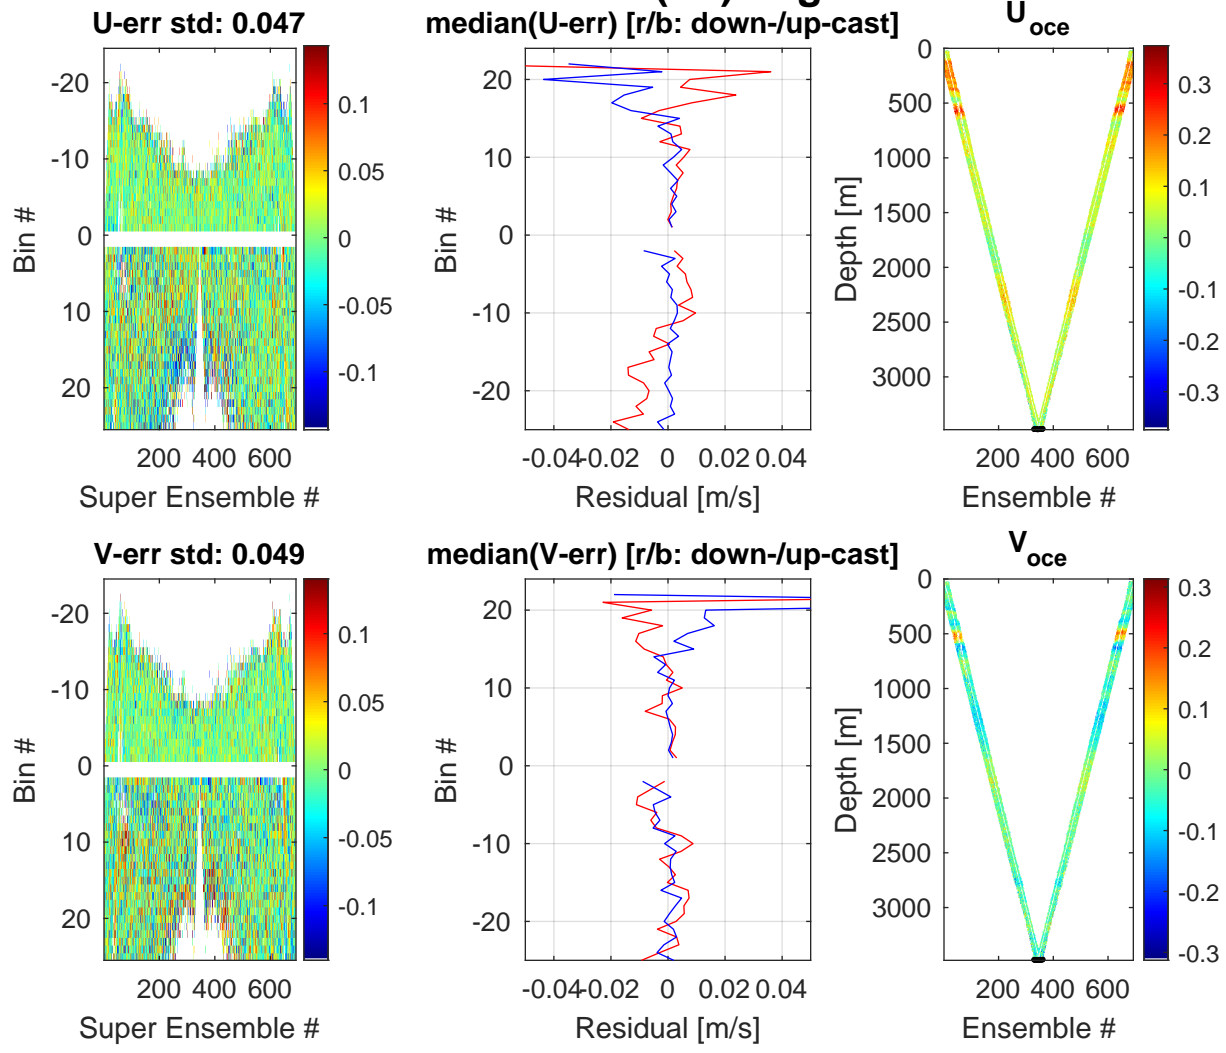 U-err std: 0.047
median(U-err) [r/b: down-/up-cast]
U_oce
-20
-10
0
10
20
Bin #
200 400 600
Super Ensemble #
0.1
0.05
0
-0.05
-0.1
20
10
0
-10
-20
Bin #
-0.04 -0.02 0 0.02 0.04
Residual [m/s]
0
500
1000
1500
2000
2500
3000
Depth [m]
200 400 600
Ensemble #
0.3
0.2
0.1
0
-0.1
-0.2
-0.3
V-err std: 0.049
median(V-err) [r/b: down-/up-cast]
V_oce
-20
-10
0
10
20
Bin #
200 400 600
Super Ensemble #
0.1
0.05
0
-0.05
-0.1
20
10
0
-10
-20
Bin #
-0.04 -0.02 0 0.02 0.04
Residual [m/s]
0
500
1000
1500
2000
2500
3000
Depth [m]
200 400 600
Ensemble #
0.3
0.2
0.1
0
-0.1
-0.2
-0.3